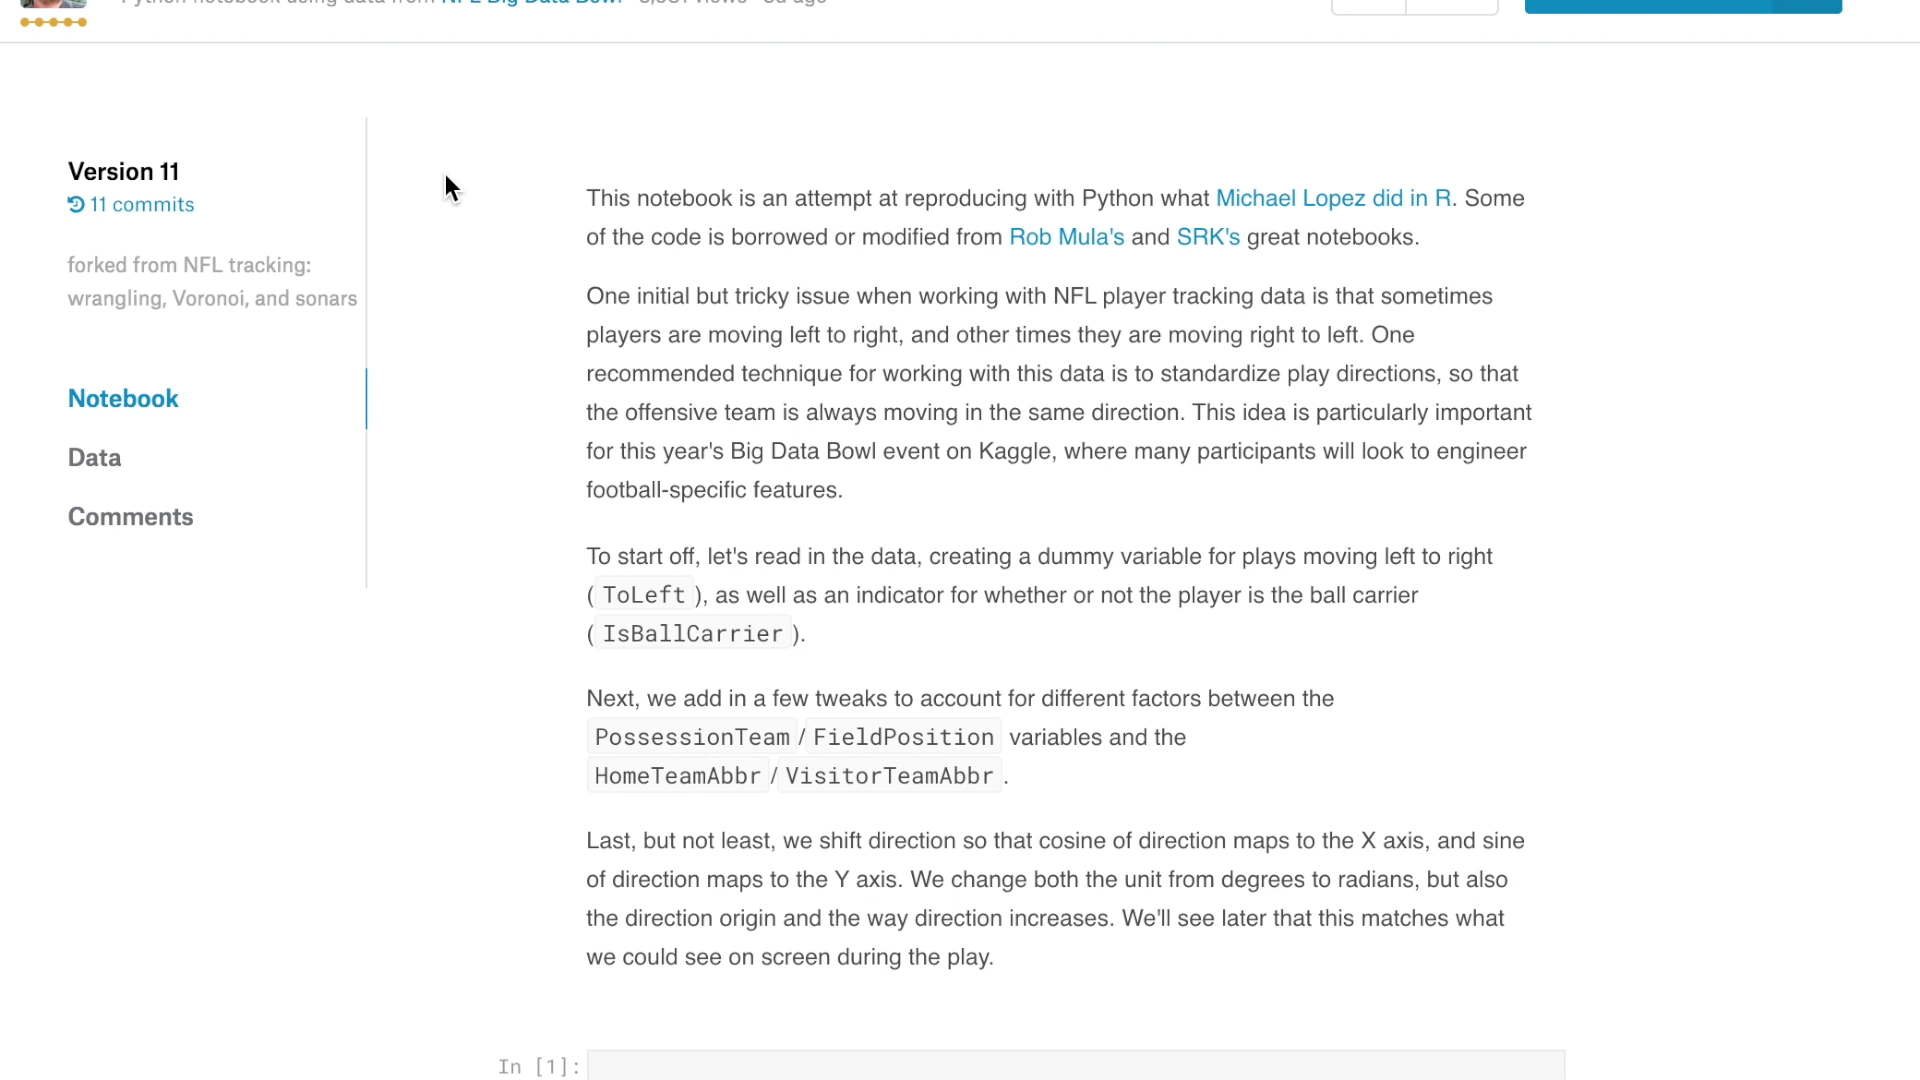 Python notebook using data from NFL Big Data Bowl
Version 11
11 commits
forked from NFL tracking:
wrangling, Voronoi, and sonars
Notebook
Data
Comments
This notebook is an attempt at reproducing with Python what Michael Lopez did in R. Some
of the code is borrowed or modified from Rob Mula's and SRK's great notebooks.
One initial but tricky issue when working with NFL player tracking data is that sometimes
players are moving left to right, and other times they are moving right to left. One
recommended technique for working with this data is to standardize play directions, so that
the offensive team is always moving in the same direction. This idea is particularly important
for this year's Big Data Bowl event on Kaggle, where many participants will look to engineer
football-specific features.
To start off, let's read in the data, creating a dummy variable for plays moving left to right
( ToLeft ), as well as an indicator for whether or not the player is the ball carrier
( IsBallCarrier ).
Next, we add in a few tweaks to account for different factors between the
PossessionTeam / FieldPosition variables and the
HomeTeamAbbr / VisitorTeamAbbr .
Last, but not least, we shift direction so that cosine of direction maps to the X axis, and sine
of direction maps to the Y axis. We change both the unit from degrees to radians, but also
the direction origin and the way direction increases. We'll see later that this matches what
we could see on screen during the play.
In [1]: